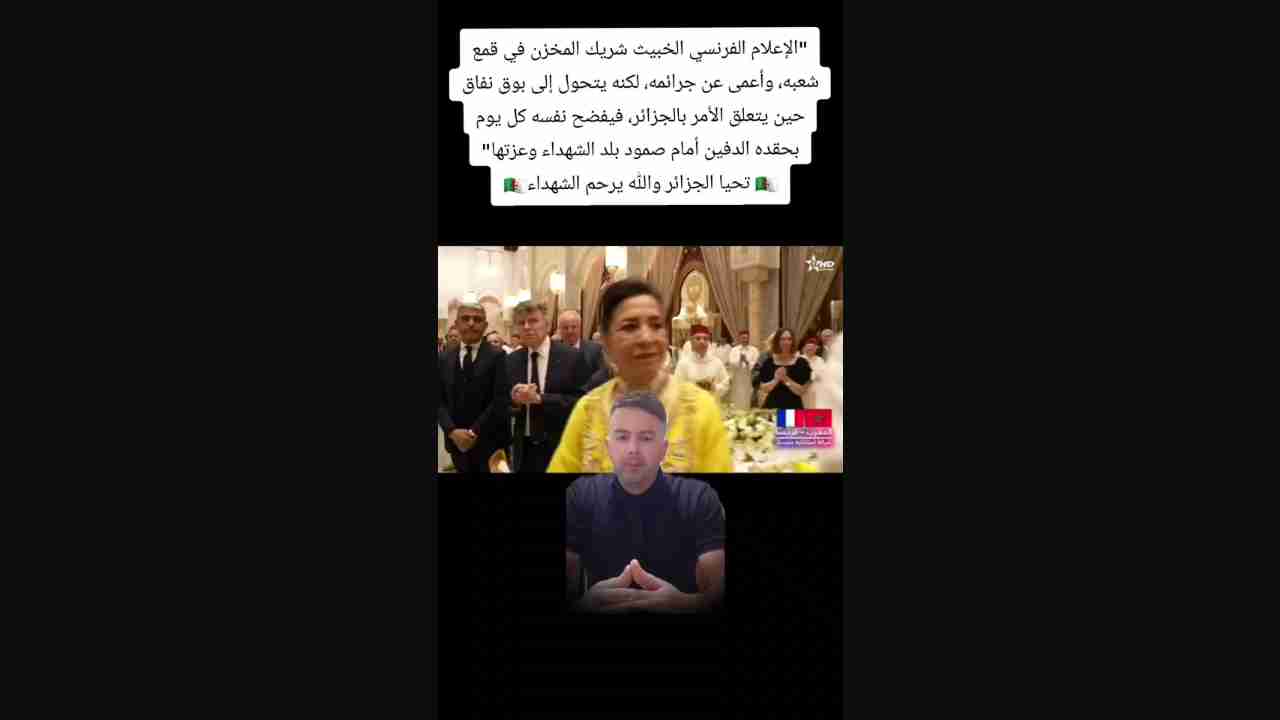 "الإعلام الفرنسي الخبيث شريك المخزن في قمع
شعبه، وأعمى عن جرائمه، لكنه يتحول إلى بوق نفاق
حين يتعلق الأمر بالجزائر، فيفضح نفسه كل يوم
بحقده الدفين أمام صمود بلد الشهداء وعزتها"
🇩🇿 تحيا الجزائر والله يرحم الشهداء🇩🇿
HD